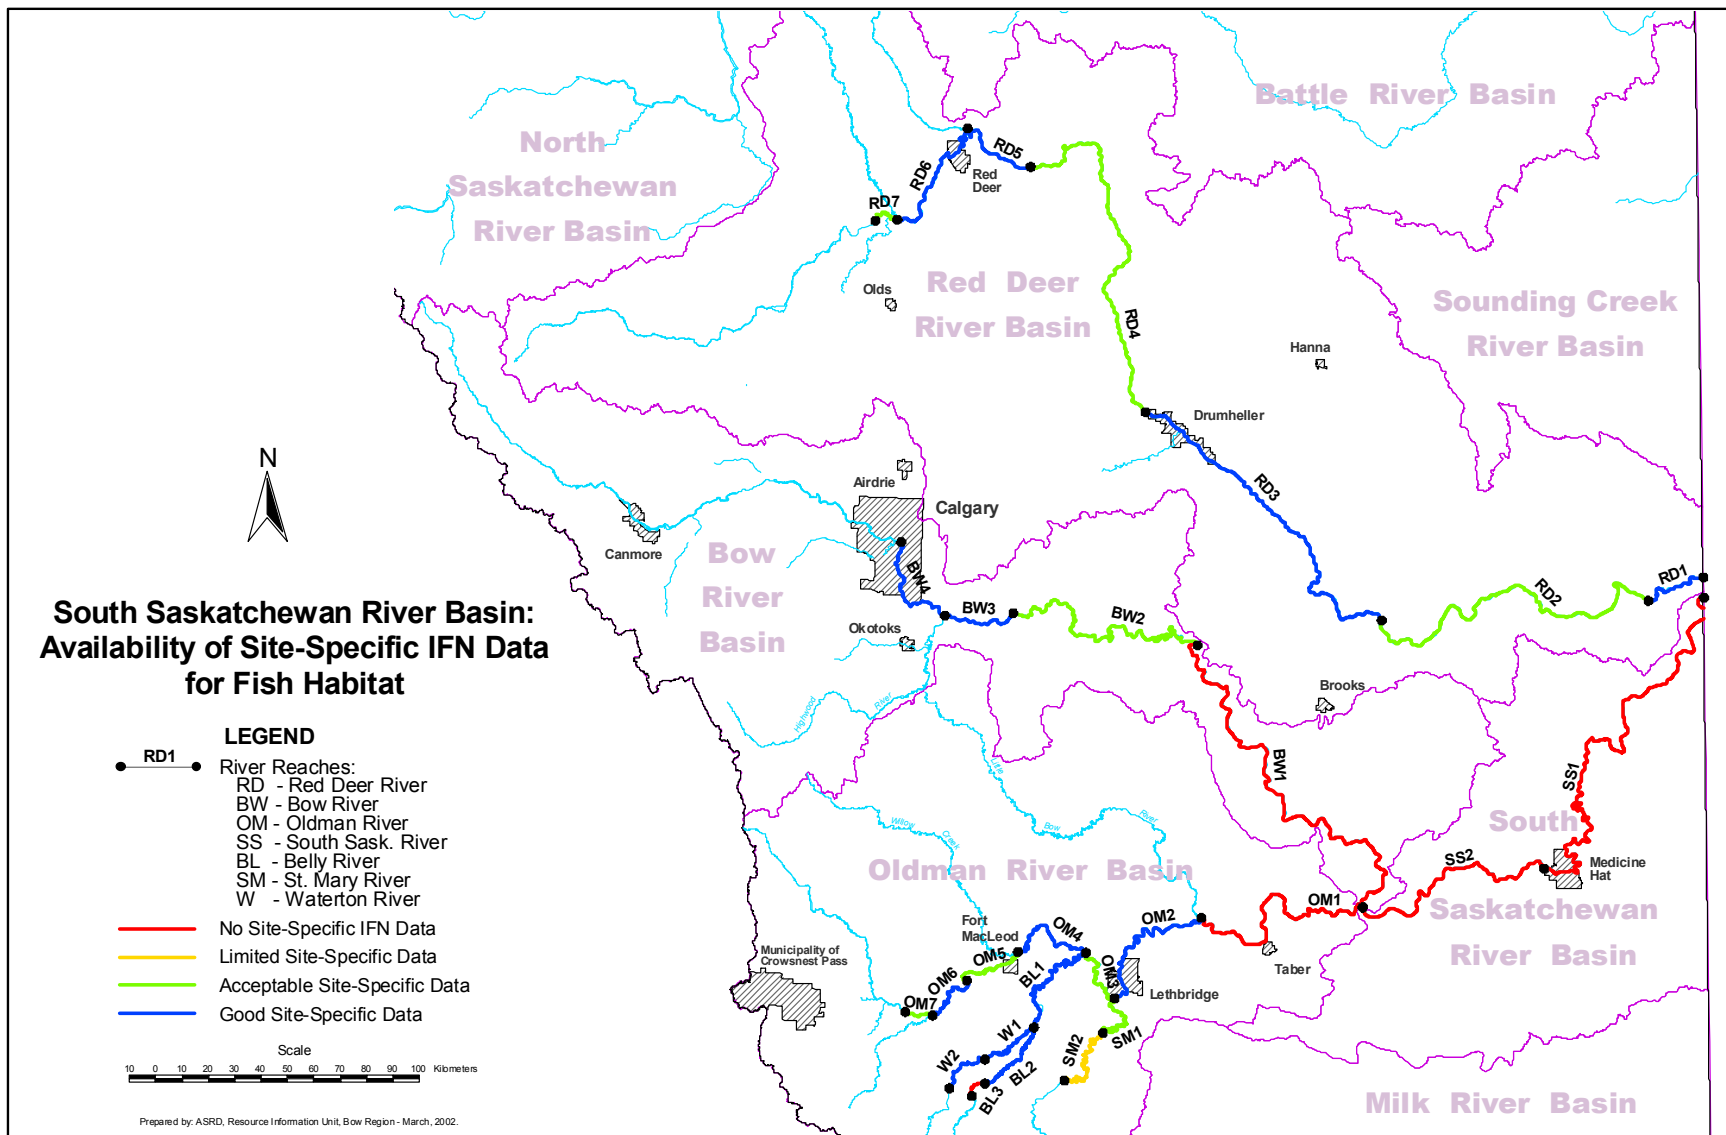 Battle River Basin
North
Saskatchewan
River Basin
RD5
RD6
Red
Deer
RD7
Red Deer
River Basin
Olds
RD4
Sounding Creek
River Basin
Hanna
Drumheller
N
Airdrie
Calgary
RD3
Canmore
Bow
River
Basin
BW4
BW3
BW2
RD2
RD1
Okotoks
Highwood
River
Brooks
South Saskatchewan River Basin:
Availability of Site-Specific IFN Data
for Fish Habitat
LEGEND
RD1
River Reaches:
RD - Red Deer River
BW - Bow River
OM - Oldman River
SS - South Sask. River
BL - Belly River
SM - St. Mary River
W - Waterton River
No Site-Specific IFN Data
Limited Site-Specific Data
Acceptable Site-Specific Data
Good Site-Specific Data
Scale
10 0 10 20 30 40 50 60 70 80 90 100 Kilometers
Prepared by: ASRD, Resource Information Unit, Bow Region - March, 2002.
Little
Bow
River
Willow
Creek
BW1
SS1
South
Saskatchewan
River Basin
SS2
Medicine
Hat
Oldman River Basin
OM1
OM2
Taber
Fort
MacLeod
OM4
OM5
OM3
Lethbridge
Municipality of
Crowsnest Pass
OM6
OM7
BL1
W1
W2
BL2
BL3
SM2
SM1
Milk River Basin